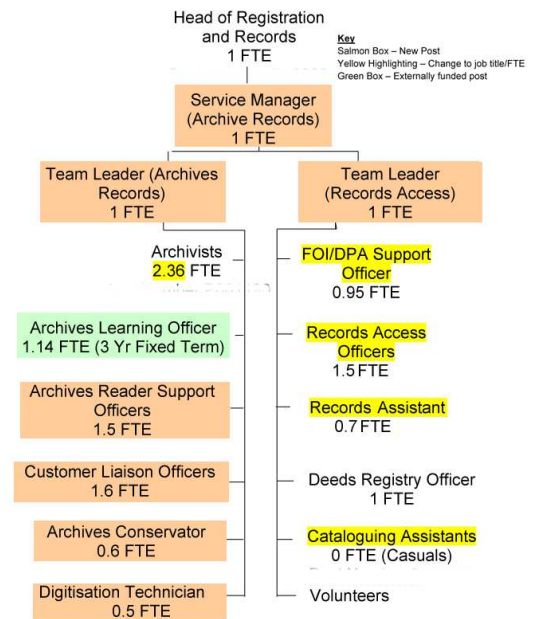 Head of Registration
and Records
1 FTE
Key
Salmon Box – New Post
Yellow Highlighting – Change to job title/FTE
Green Box – Externally funded post
Service Manager
(Archive Records)
1 FTE
Team Leader (Archives
Records)
1 FTE
Team Leader
(Records Access)
1 FTE
Archivists
2.36 FTE
Archives Learning Officer
1.14 FTE (3 Yr Fixed Term)
Archives Reader Support
Officers
1.5 FTE
Customer Liaison Officers
1.6 FTE
Archives Conservator
0.6 FTE
Digitisation Technician
0.5 FTE
FOI/DPA Support
Officer
0.95 FTE
Records Access
Officers
1.5 FTE
Records Assistant
0.7 FTE
Deeds Registry Officer
1 FTE
Cataloguing Assistants
0 FTE (Casuals)
Volunteers